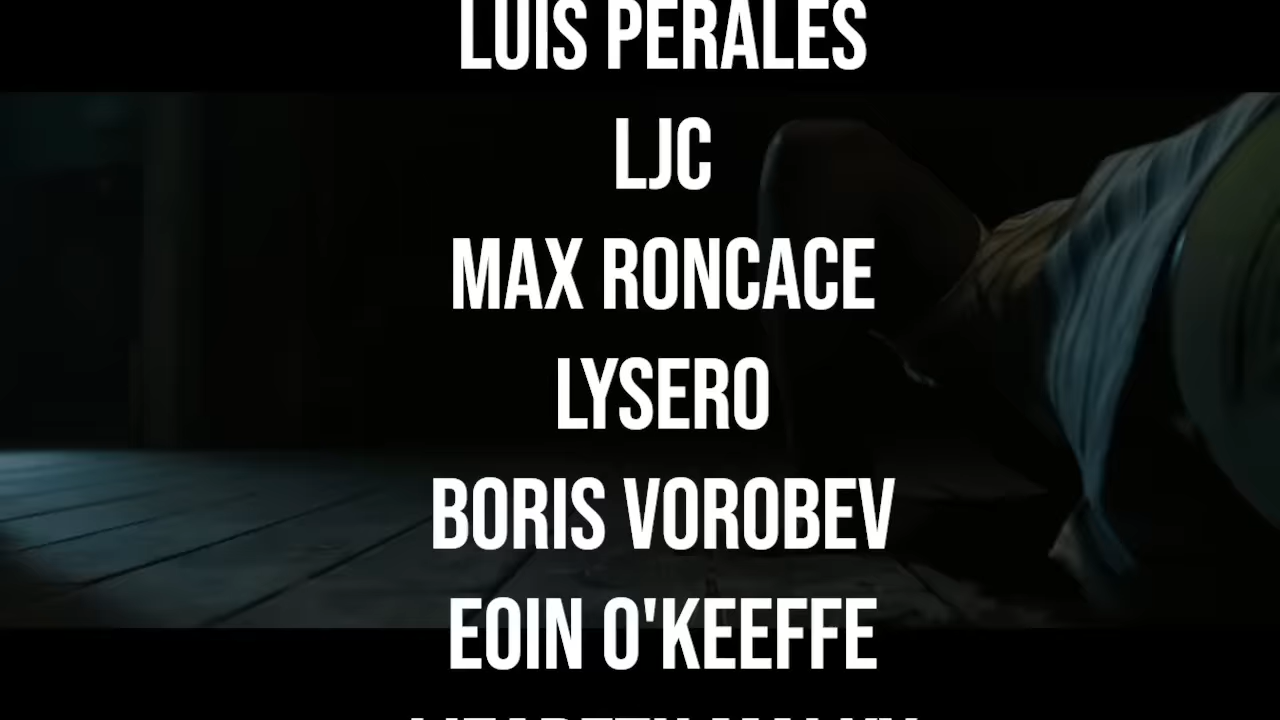 LUIS PERALES
LJC
MAX RONCACE
LYSERO
BORIS VOROBEV
EOIN O'KEEFFE